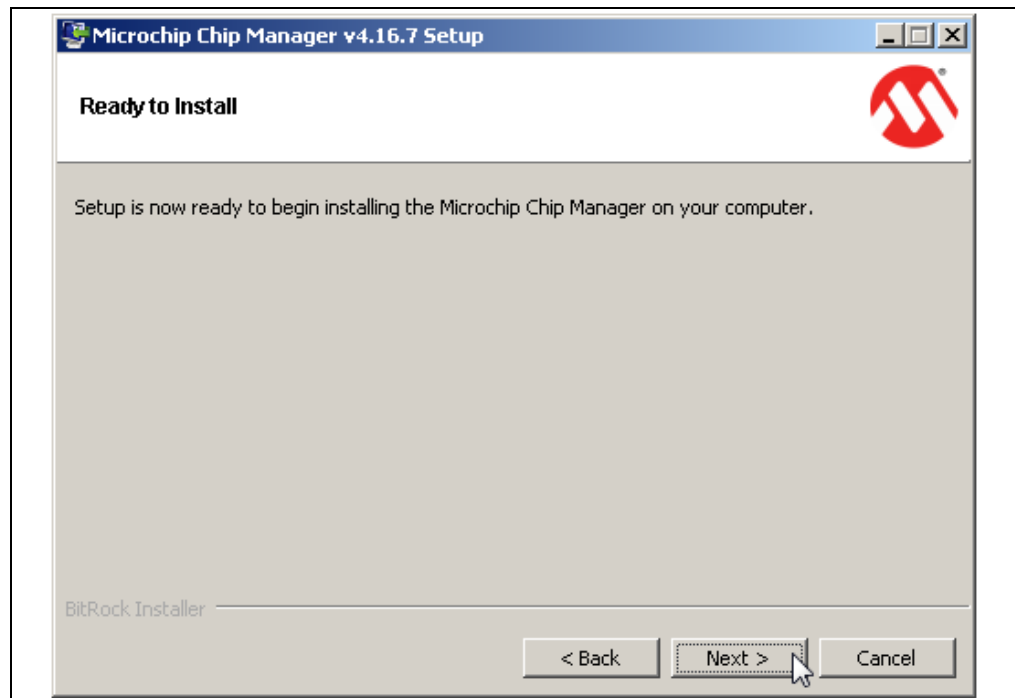 Microchip Chip Manager v4.16.7 Setup
Ready to Install
®
Setup is now ready to begin installing the Microchip Chip Manager on your computer.
BitRock Installer
< Back Next > Cancel